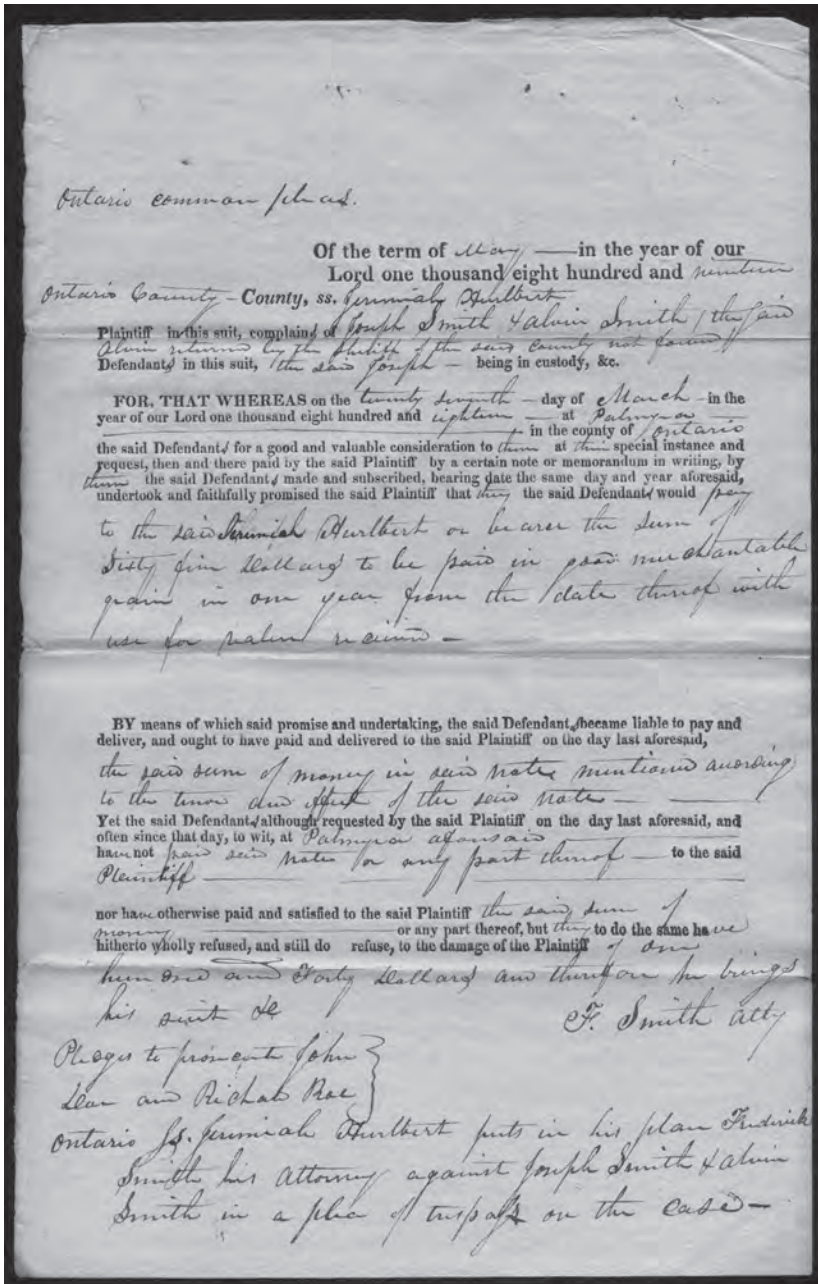 Ontario common pleas.
Of the term of May — in the year of our
Lord one thousand eight hundred and nineteen
Ontario County – County, ss. Jeremiah Hurlbert
Plaintiff in this suit, complains of Joseph Smith & Alvin Smith (the said
Alvin returned by the Sheriff of the said county not found)
Defendants in this suit, the said Joseph – being in custody, &c.
FOR, THAT WHEREAS on the twenty seventh – day of March – in the
year of our Lord one thousand eight hundred and eighteen — at Palmyra —
— in the county of Ontario
the said Defendants for a good and valuable consideration to them at their special instance and
request, then and there paid by the said Plaintiff by a certain note or memorandum in writing, by
them the said Defendants made and subscribed, bearing date the same day and year aforesaid,
undertook and faithfully promised the said Plaintiff that they the said Defendants would pay
to the said Jeremiah Hurlbert or bearer the sum of
Sixty five Dollars to be paid in good merchantable
grain in one year from the date thereof with
use for value recieved –
BY means of which said promise and undertaking, the said Defendants became liable to pay and
deliver, and ought to have paid and delivered to the said Plaintiff on the day last aforesaid,
the said sum of money in said note mentioned according
to the tenor and effect of the said note — —
Yet the said Defendants although requested by the said Plaintiff on the day last aforesaid, and
often since that day, to wit, at Palmyra aforesaid —
have not paid said note or any part thereof — to the said
Plaintiff —
nor have otherwise paid and satisfied to the said Plaintiff the said sum of
money — or any part thereof, but they to do the same have
hitherto wholly refused, and still do refuse, to the damage of the Plaintiff of one
hundred and Forty Dollars and therefore he brings
his suit &c
F. Smith Atty
Pledges to prosecute John
Doe and Richard Roe
Ontario Ss. Jeremiah Hurlbert puts in his place Frederick
Smith his Attorney against Joseph Smith & Alvin
Smith in a plea of trespass on the case –